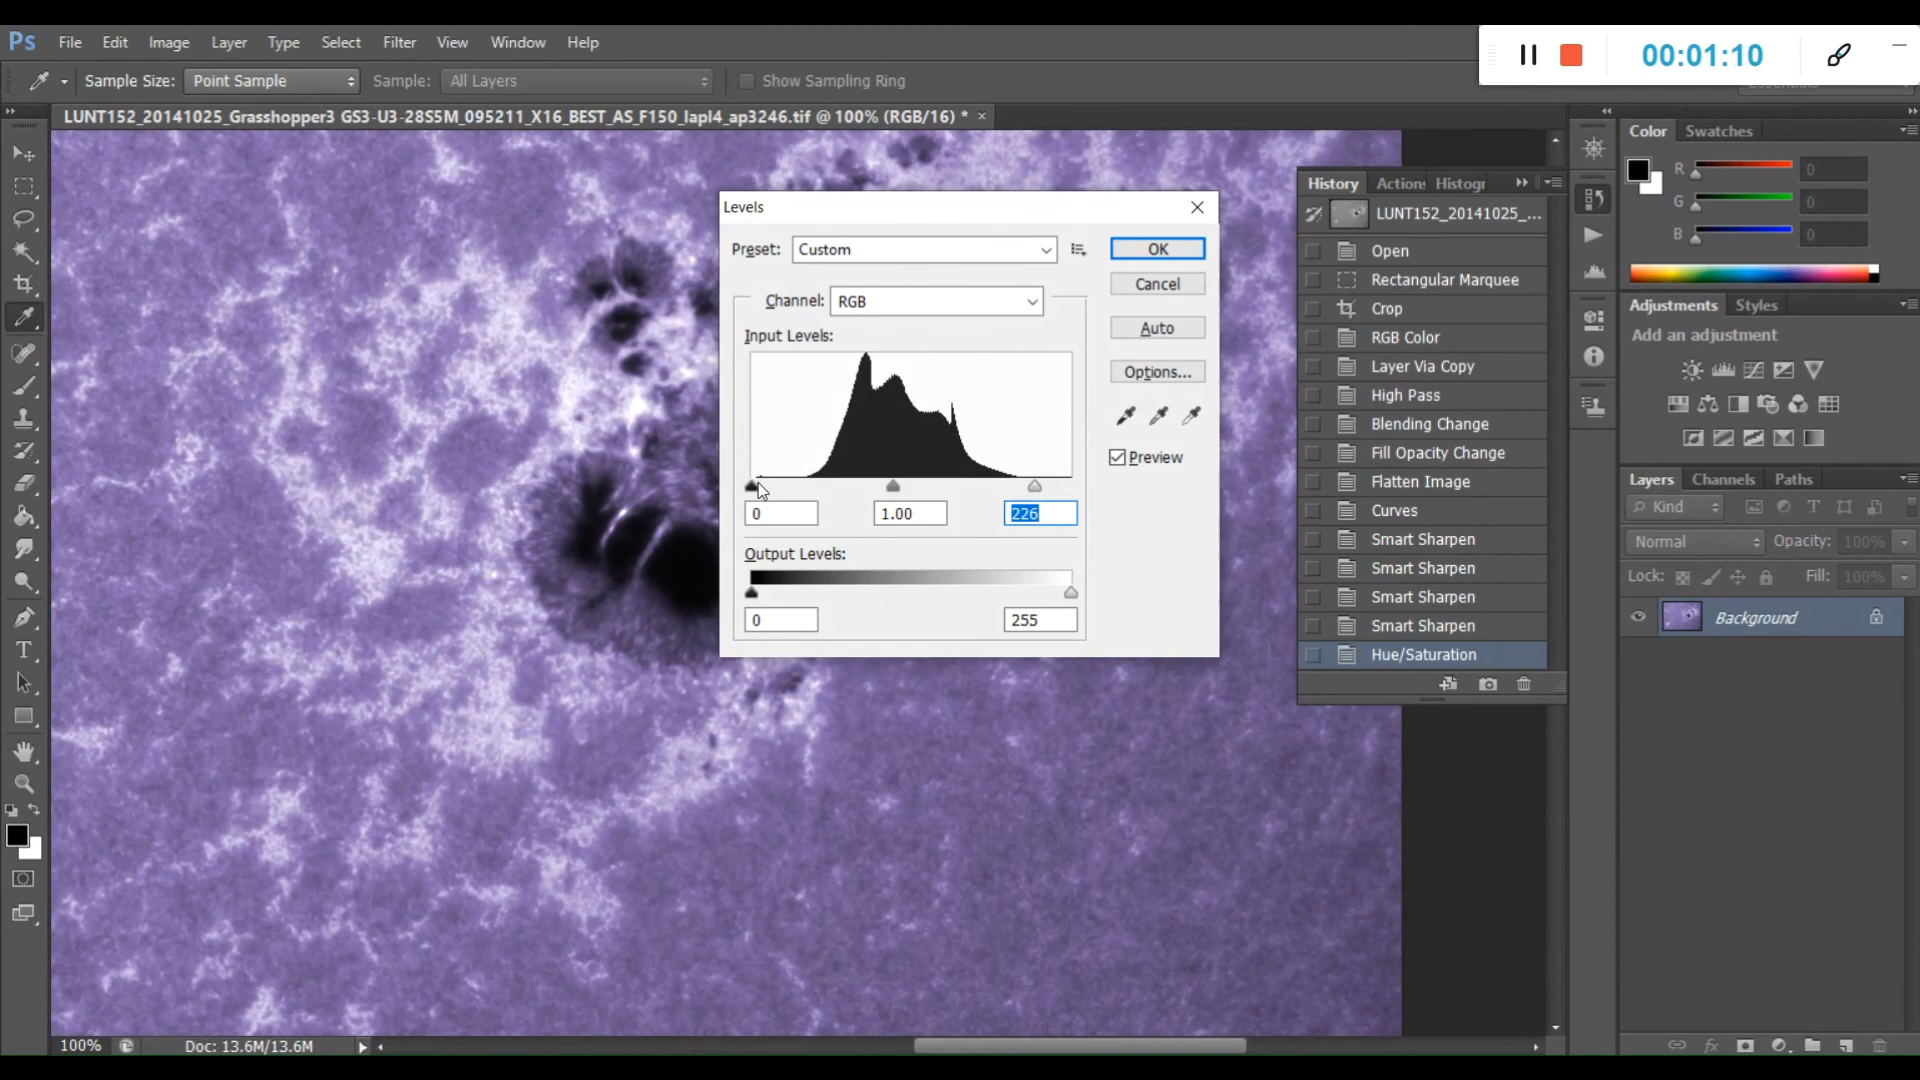 Ps File Edit Image Layer Type Select Filter View Window Help
00:01:10
Sample Size: Point Sample Sample: All Layers Show Sampling Ring
LUNT152_20141025_Grasshopper3 GS3-U3-28S5M_095211_X16_BEST_AS_F150_lapl4_ap3246.tif @ 100% (RGB/16) *
Levels
Preset: Custom
OK
Cancel
Channel: RGB
Auto
Input Levels:
Options...
Preview
0 1.00 226
Output Levels:
0 255
History Actions Histogr
LUNT152_20141025_...
Open
Rectangular Marquee
Crop
RGB Color
Layer Via Copy
High Pass
Blending Change
Fill Opacity Change
Flatten Image
Curves
Smart Sharpen
Smart Sharpen
Smart Sharpen
Smart Sharpen
Hue/Saturation
Color Swatches
R 0
G 0
B 0
Adjustments Styles
Add an adjustment
Layers Channels Paths
Kind
Normal Opacity: 100%
Lock: Fill: 100%
Background
100% Doc: 13.6M/13.6M